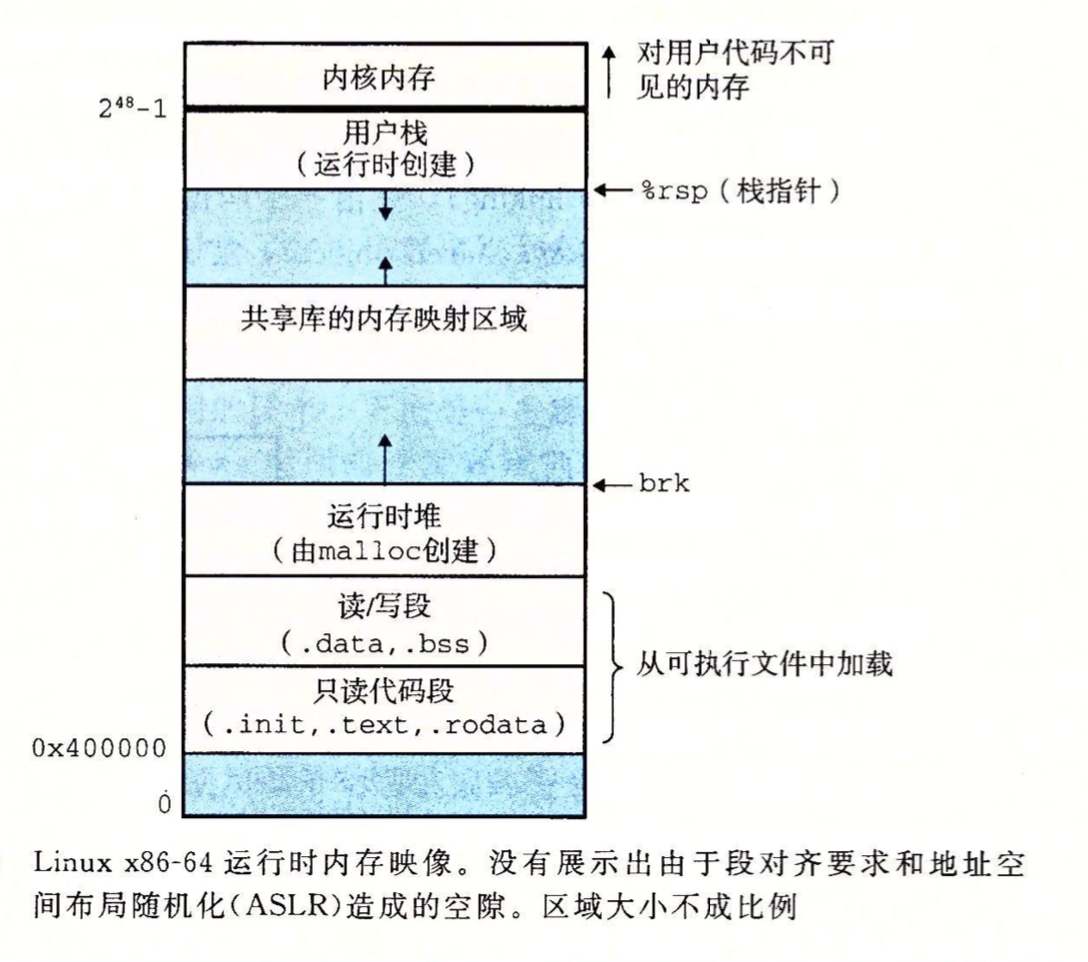 内核内存
对用户代码不可
见的内存
2⁴⁸-1
用户栈
(运行时创建)
%rsp (栈指针)
共享库的内存映射区域
brk
运行时堆
(由malloc创建)
读/写段
(.data,.bss)
从可执行文件中加载
只读代码段
(.init,.text,.rodata)
0x400000
0
Linux x86-64 运行时内存映像。没有展示出由于段对齐要求和地址空
间布局随机化(ASLR)造成的空隙。区域大小不成比例